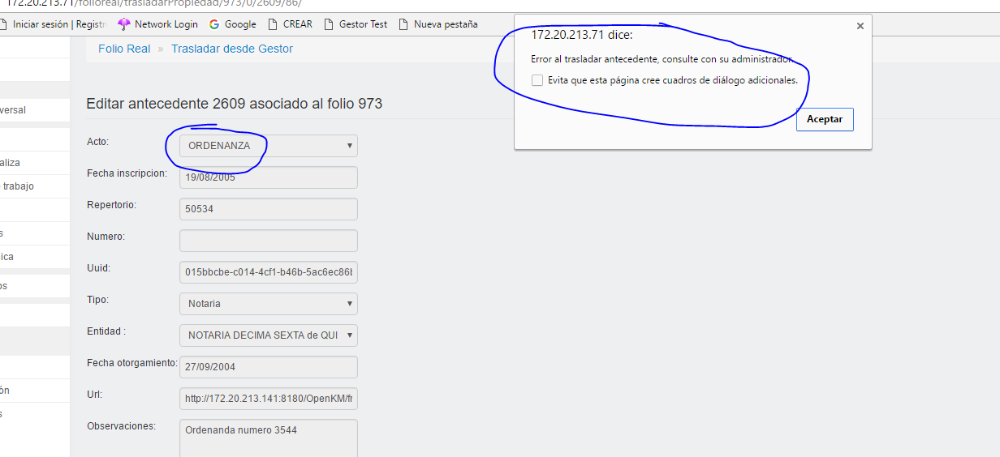 172.20.213.71/folioreal/trasladarPropiedad/973/0/2609/86/
Iniciar sesión | Registr
Network Login
Google
CREAR
Gestor Test
Nueva pestaña
172.20.213.71 dice:
Error al trasladar antecedente, consulte con su administrador.
Evita que esta página cree cuadros de diálogo adicionales.
Aceptar
Folio Real » Trasladar desde Gestor
versal
aliza
trabajo
s
ica
os
ón
s
Editar antecedente 2609 asociado al folio 973
Acto: ORDENANZA
Fecha inscripcion: 19/08/2005
Repertorio: 50534
Numero:
Uuid: 015bbcbe-c014-4cf1-b46b-5ac6ec86b
Tipo: Notaria
Entidad : NOTARIA DECIMA SEXTA de QUI
Fecha otorgamiento: 27/09/2004
Url: http://172.20.213.141:8180/OpenKM/fr
Observaciones: Ordenanda numero 3544